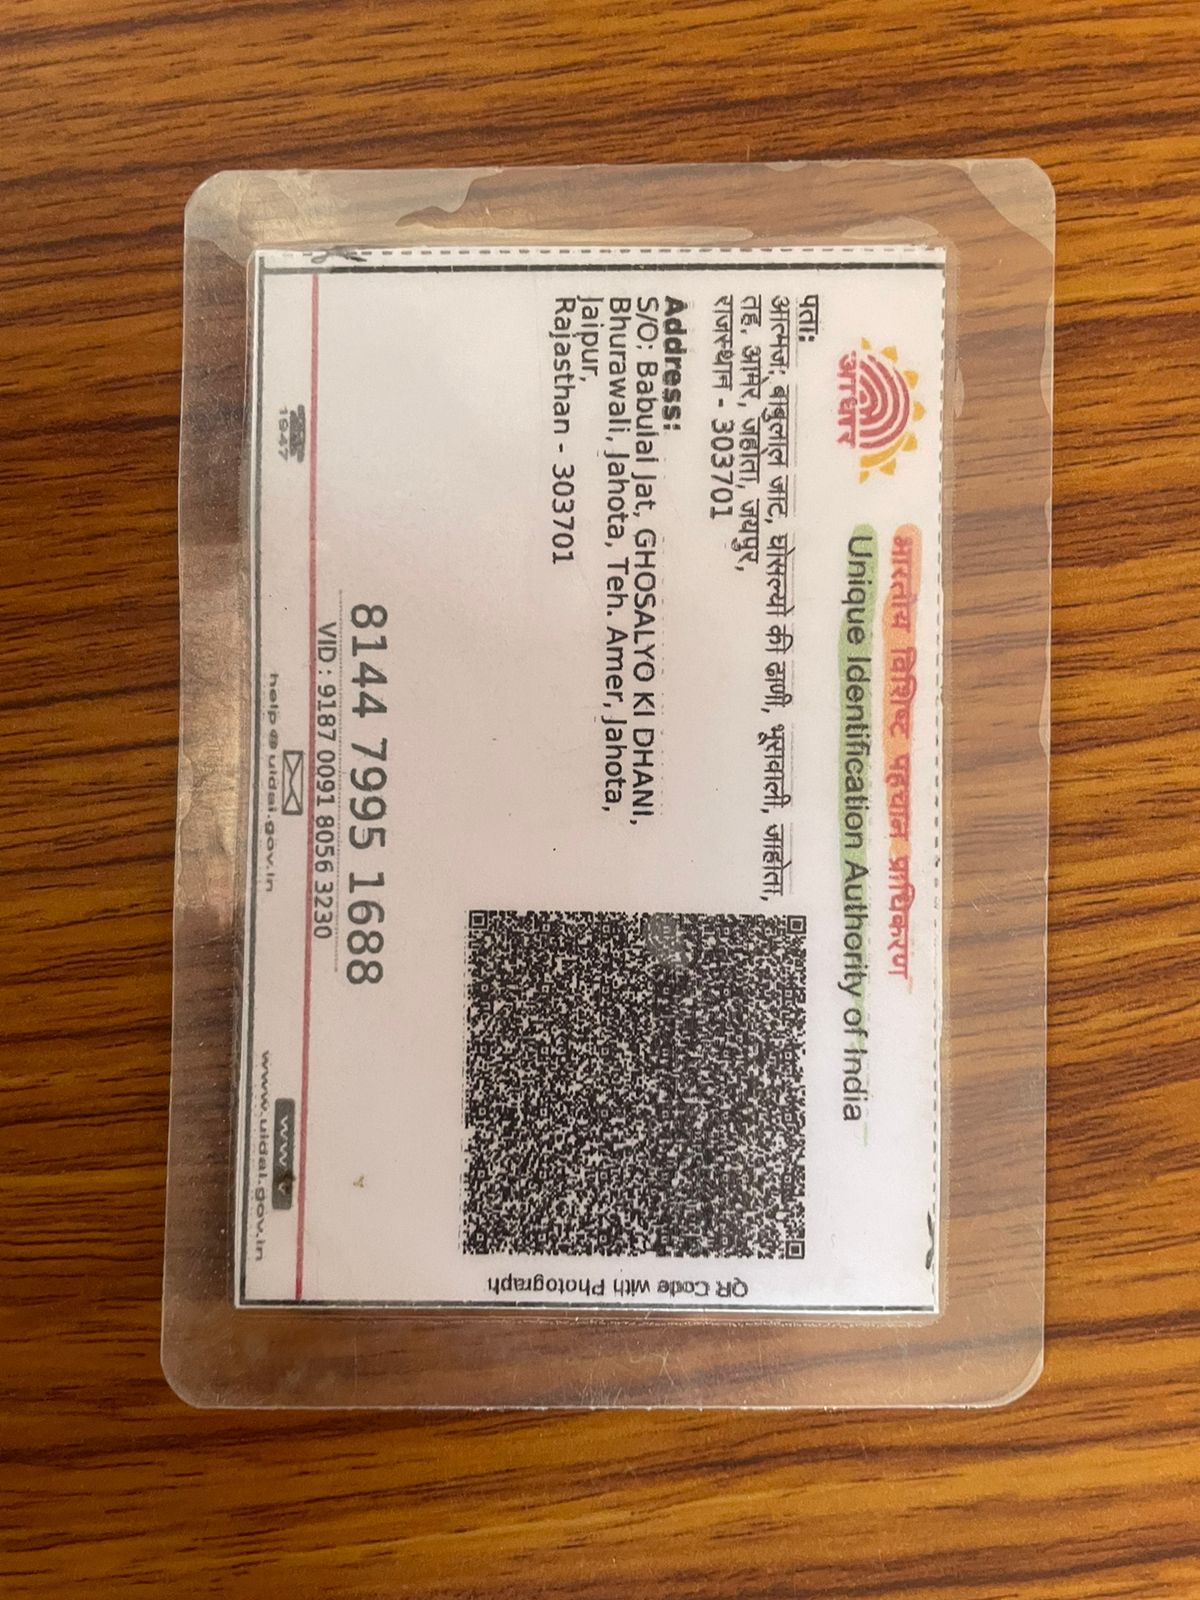 आधार
भारतीय विशिष्ट पहचान प्राधिकरण
Unique Identification Authority of India
पता:
आत्मज: बाबुलाल जाट, घोसल्यो की ढाणी, भूरावाली, जाहोता,
तह. आमेर, जहोता, जयपुर,
राजस्थान - 303701
Address:
S/O: Babulal Jat, GHOSALYO KI DHANI,
Bhurawali, Jahota, Teh. Amer, Jahota,
Jaipur,
Rajasthan - 303701
QR Code with Photograph
8144 7995 1688
VID : 9187 0091 8056 3230
1947
help@uidai.gov.in
www.uidai.gov.in